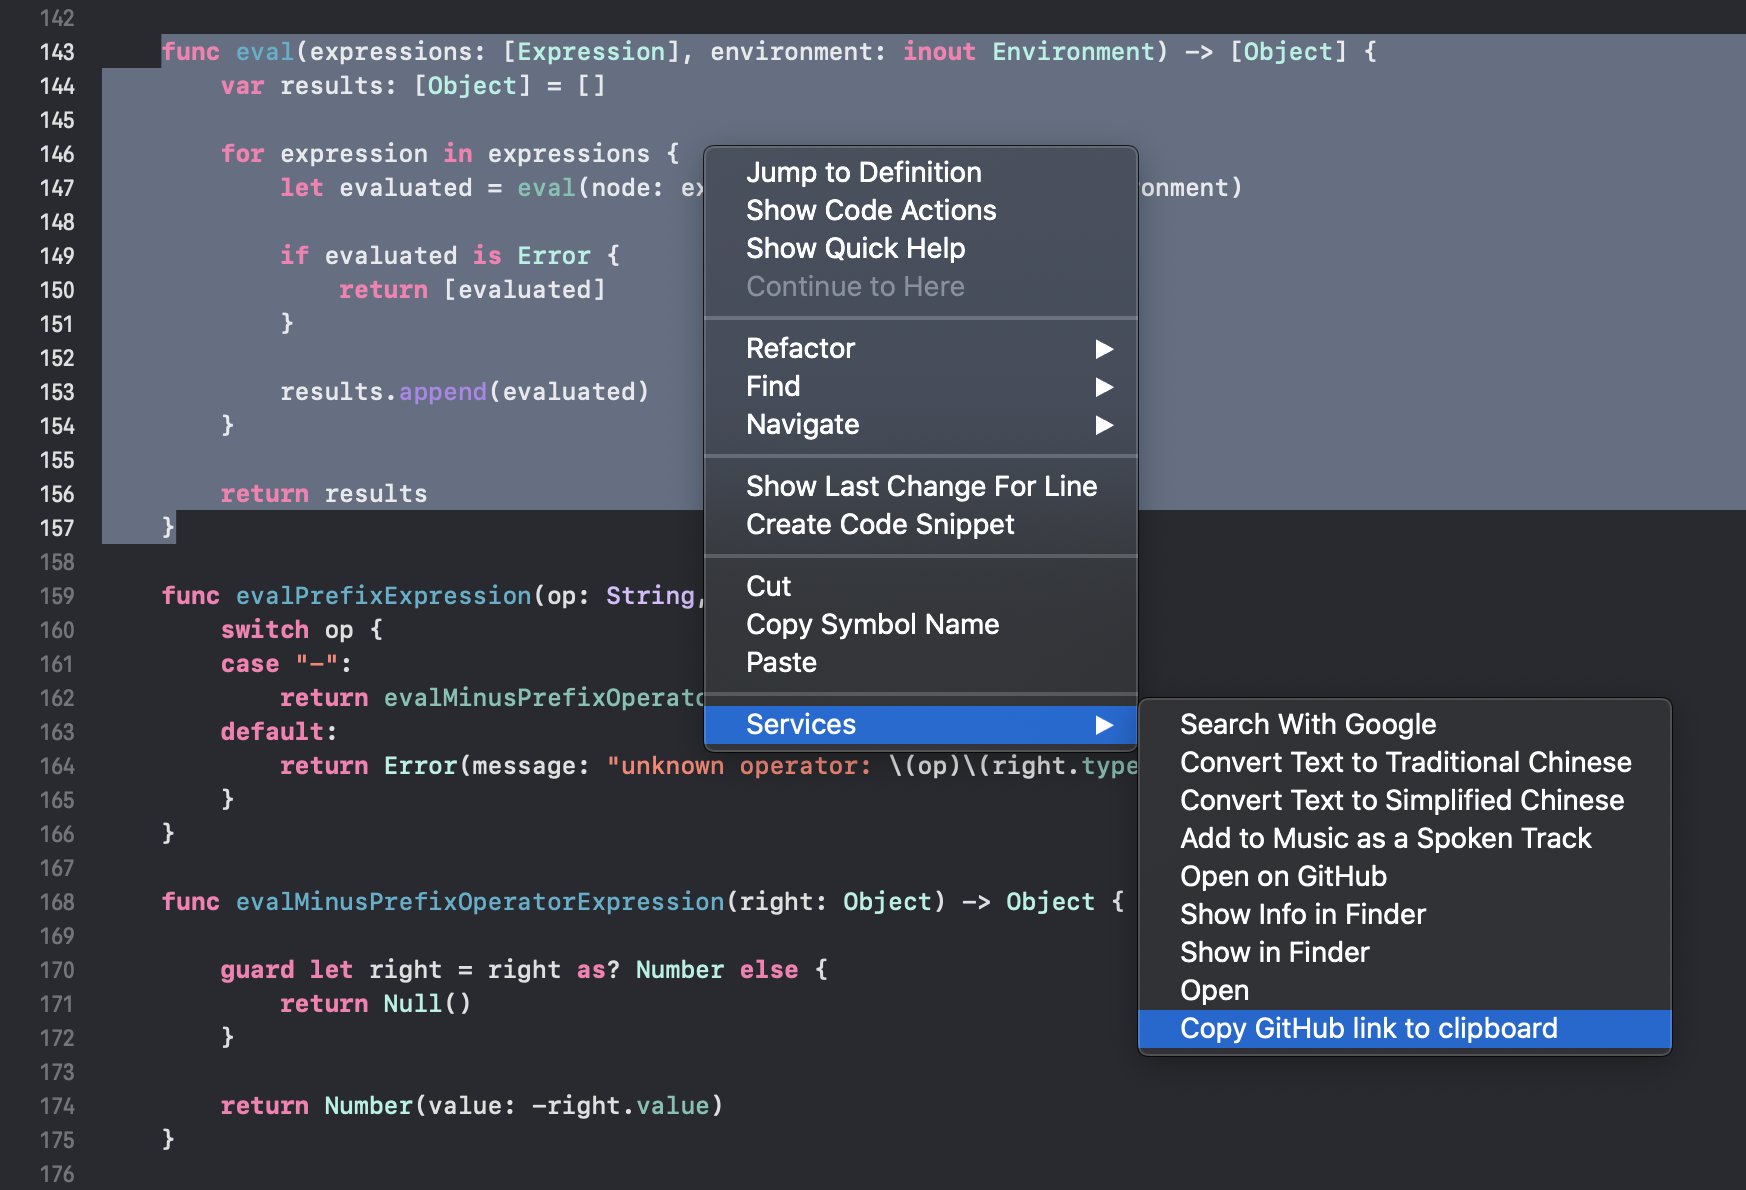 142
143 func eval(expressions: [Expression], environment: inout Environment) -> [Object] {
144 var results: [Object] = []
145
146 for expression in expressions {
147 let evaluated = eval(node: ex onment)
148
149 if evaluated is Error {
150 return [evaluated]
151 }
152
153 results.append(evaluated)
154 }
155
156 return results
157 }
158
159 func evalPrefixExpression(op: String,
160 switch op {
161 case "-":
162 return evalMinusPrefixOperato
163 default:
164 return Error(message: "unknown operator: \(op)\(right.type
165 }
166 }
167
168 func evalMinusPrefixOperatorExpression(right: Object) -> Object {
169
170 guard let right = right as? Number else {
171 return Null()
172 }
173
174 return Number(value: -right.value)
175 }
176
Jump to Definition
Show Code Actions
Show Quick Help
Continue to Here
Refactor
Find
Navigate
Show Last Change For Line
Create Code Snippet
Cut
Copy Symbol Name
Paste
Services
Search With Google
Convert Text to Traditional Chinese
Convert Text to Simplified Chinese
Add to Music as a Spoken Track
Open on GitHub
Show Info in Finder
Show in Finder
Open
Copy GitHub link to clipboard